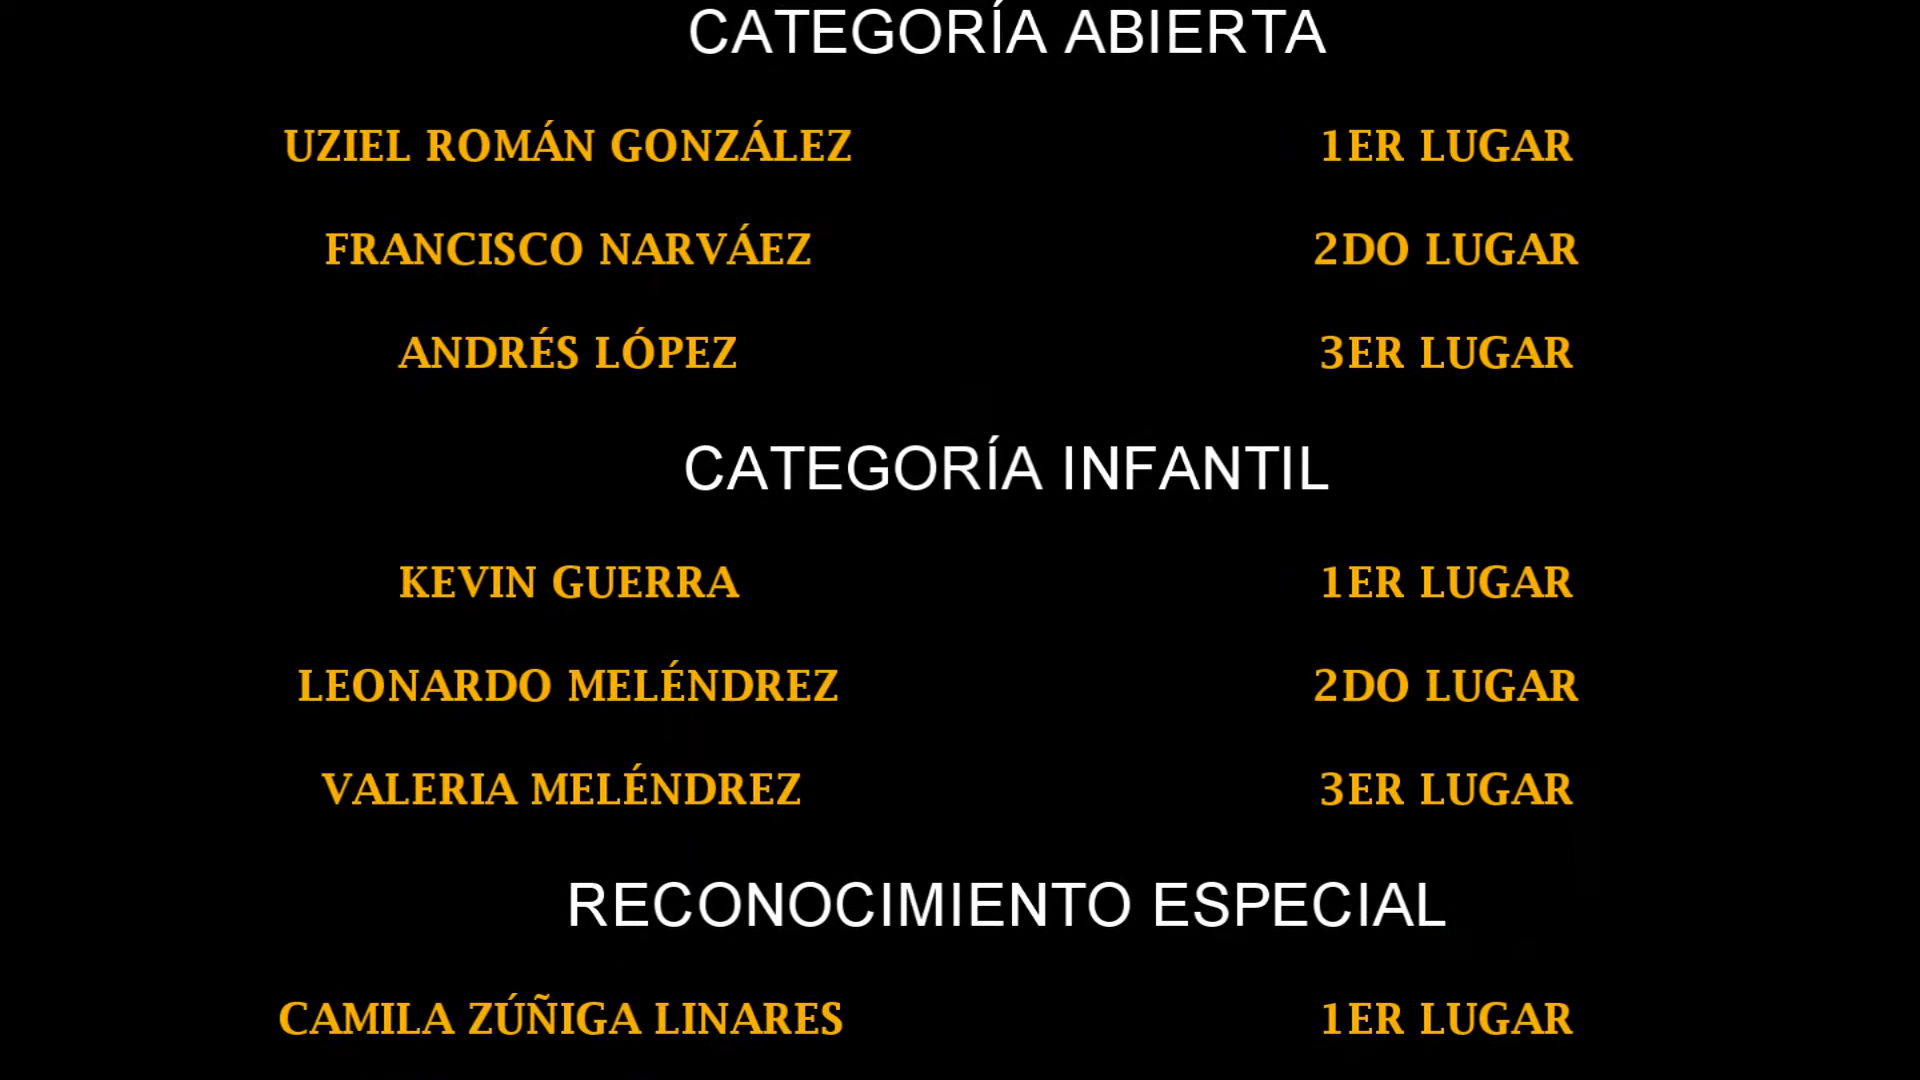 CATEGORÍA ABIERTA
UZIEL ROMÁN GONZÁLEZ 1ER LUGAR
FRANCISCO NARVÁEZ 2DO LUGAR
ANDRÉS LÓPEZ 3ER LUGAR
CATEGORÍA INFANTIL
KEVIN GUERRA 1ER LUGAR
LEONARDO MELÉNDREZ 2DO LUGAR
VALERIA MELÉNDREZ 3ER LUGAR
RECONOCIMIENTO ESPECIAL
CAMILA ZÚÑIGA LINARES 1ER LUGAR